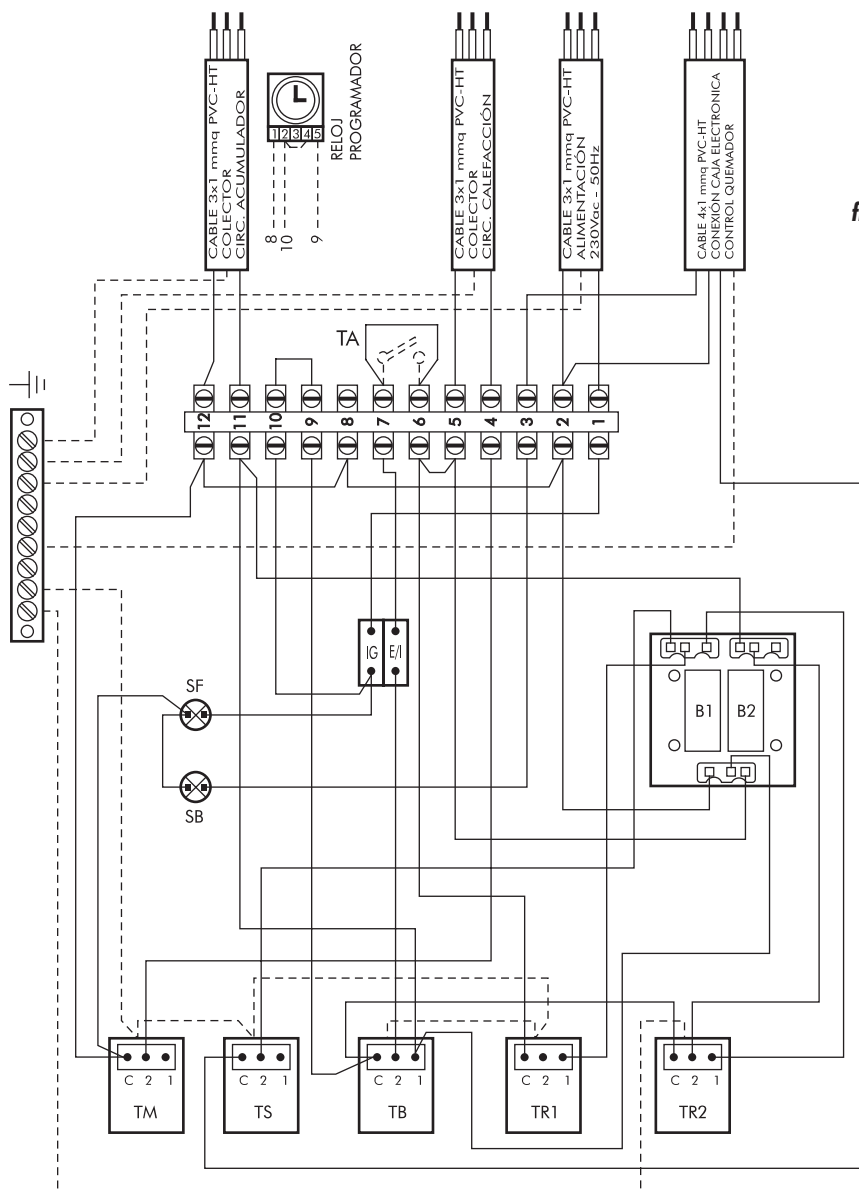 CABLE 3x1 mmq PVC-HT
COLECTOR
CIRC. ACUMULADOR
1 2 3 4 5
RELOJ
PROGRAMADOR
8
10
9
CABLE 3x1 mmq PVC-HT
COLECTOR
CIRC. CALEFACCIÓN
CABLE 3x1 mmq PVC-HT
ALIMENTACIÓN
230Vac - 50Hz
CABLE 4x1 mmq PVC-HT
CONEXIÓN CAJA ELECTRONICA
CONTROL QUEMADOR
f
TA
12 11 10 9 8 7 6 5 4 3 2 1
IG E/I
SF
SB
B1 B2
C 2 1
TM
C 2 1
TS
C 2 1
TB
C 2 1
TR1
C 2 1
TR2